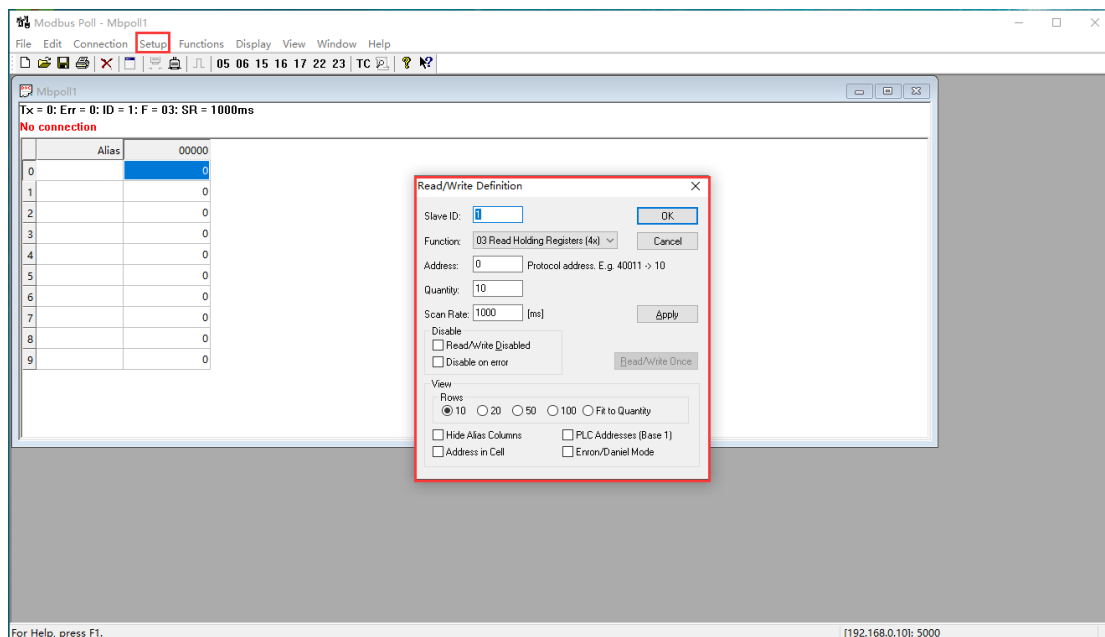 Modbus Poll - Mbpoll1
File Edit Connection Setup Functions Display View Window Help
05 06 15 16 17 22 23 TC
Mbpoll1
Tx = 0: Err = 0: ID = 1: F = 03: SR = 1000ms
No connection
Alias 00000
0 0
1 0
2 0
3 0
4 0
5 0
6 0
7 0
8 0
9 0
Read/Write Definition
Slave ID: 1 OK
Function: 03 Read Holding Registers (4x) Cancel
Address: 0 Protocol address. E.g. 40011 -> 10
Quantity: 10
Scan Rate: 1000 [ms] Apply
Disable
Read/Write Disabled
Disable on error Read/Write Once
View
Rows
10 20 50 100 Fit to Quantity
Hide Alias Columns PLC Addresses (Base 1)
Address in Cell Enron/Daniel Mode
For Help, press F1. [192.168.0.10]: 5000